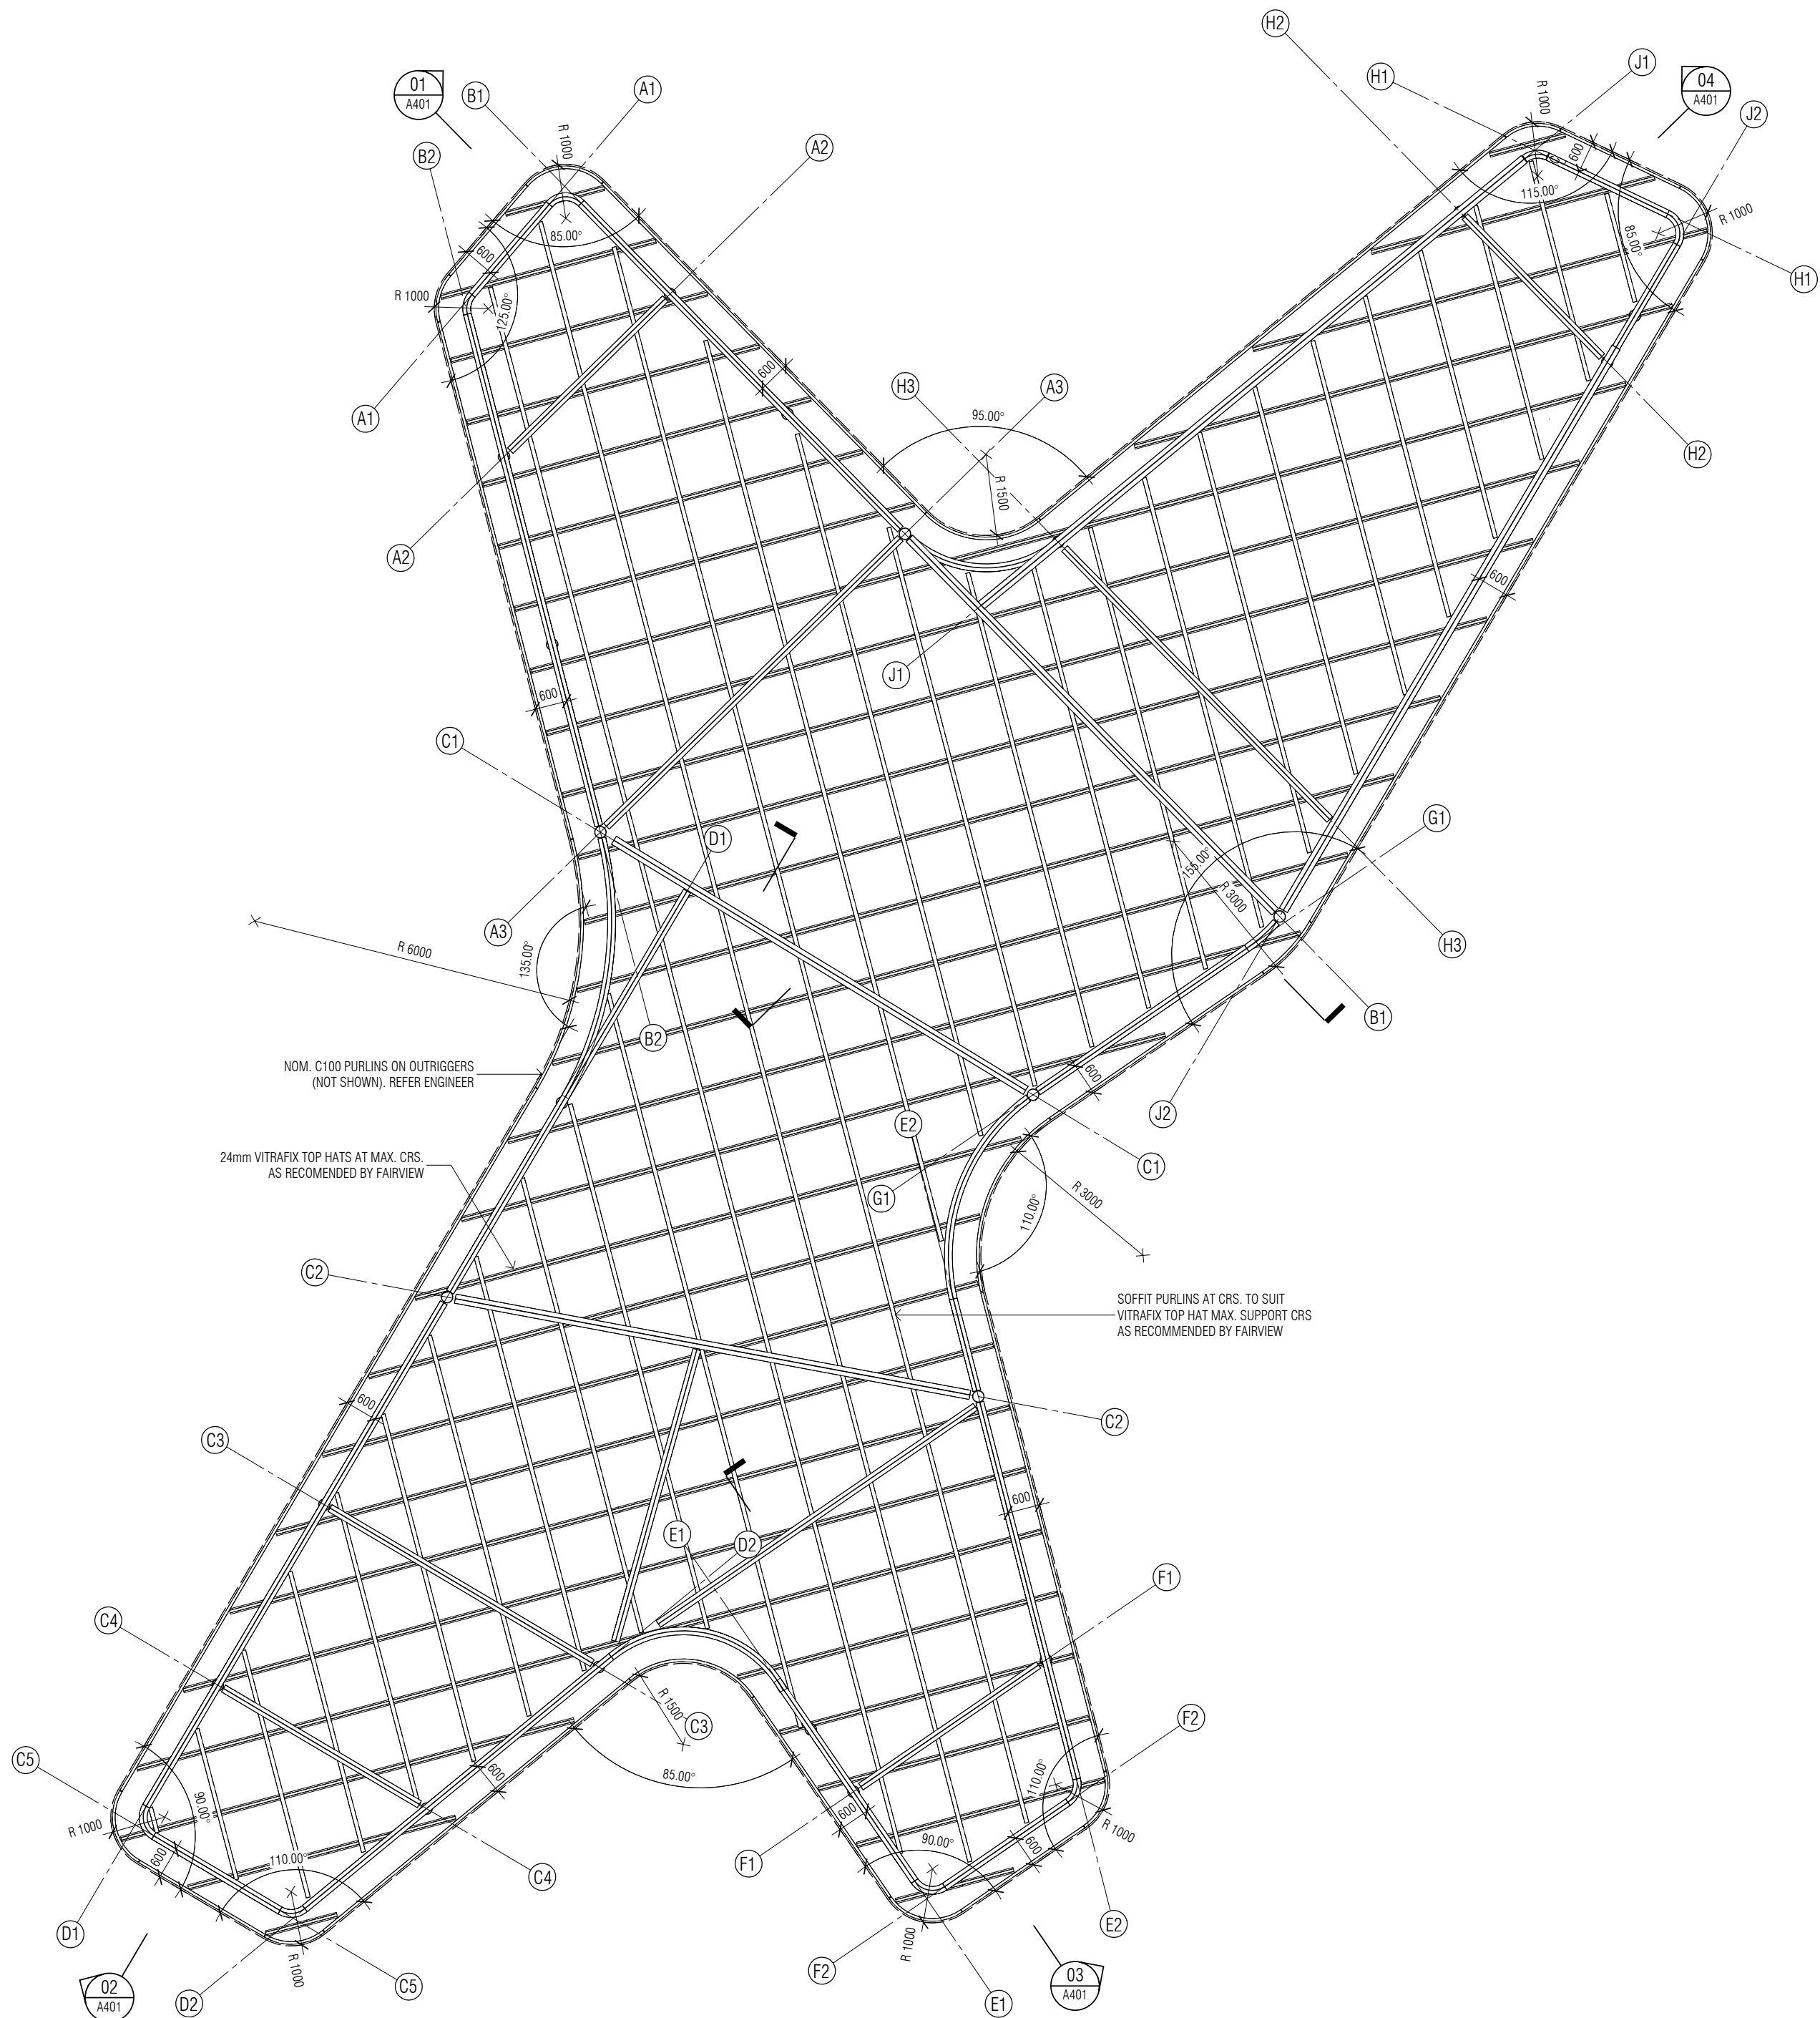 H2
J1
H1
04
A401
01
A401
B1
A1
R 1000
J2
R 1000
A2
B2
600
115.00°
R 1000
85.00°
85.00°
600
H1
R 1000
125.00°
600
H3
A3
A1
95.00°
H2
R 1500
A2
600
J1
600
C1
D1
G1
155.00°
R 3000
A3
H3
R 6000
135.00°
B1
B2
NOM. C100 PURLINS ON OUTRIGGERS
(NOT SHOWN). REFER ENGINEER
600
J2
E2
24mm VITRAFIX TOP HATS AT MAX. CRS.
AS RECOMENDED BY FAIRVIEW
C1
G1
R 3000
110.00°
C2
SOFFIT PURLINS AT CRS. TO SUIT
VITRAFIX TOP HAT MAX. SUPPORT CRS
AS RECOMMENDED BY FAIRVIEW
600
C2
C3
600
E1
D2
F1
C4
R 1500
C3
F2
C5
85.00°
600
110.00°
90.00°
600
R 1000
R 1000
90.00°
600
600
110.00°
F1
C4
D1
E2
R 1000
R 1000
F2
C5
02
A401
D2
03
A401
E1